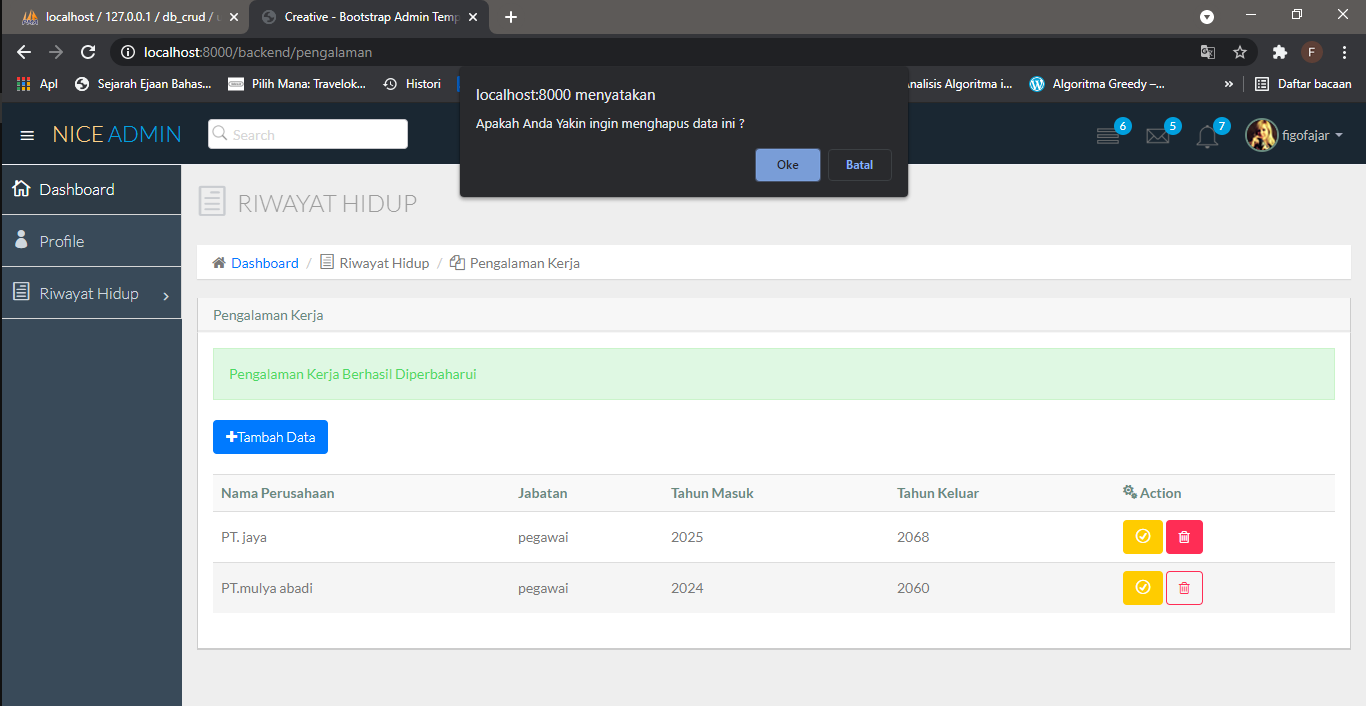 localhost / 127.0.0.1 / db_crud /
Creative - Bootstrap Admin Temp
localhost:8000/backend/pengalaman
F
Apl
Sejarah Ejaan Bahas...
Pilih Mana: Travelok...
Histori
Analisis Algoritma i...
Algoritma Greedy –...
»
Daftar bacaan
localhost:8000 menyatakan
Apakah Anda Yakin ingin menghapus data ini ?
Oke
Batal
NICE ADMIN
Search
6
5
7
figofajar
Dashboard
Profile
Riwayat Hidup
RIWAYAT HIDUP
Dashboard / Riwayat Hidup / Pengalaman Kerja
Pengalaman Kerja
Pengalaman Kerja Berhasil Diperbaharui
+Tambah Data
Nama Perusahaan Jabatan Tahun Masuk Tahun Keluar Action
PT. jaya pegawai 2025 2068
PT.mulya abadi pegawai 2024 2060